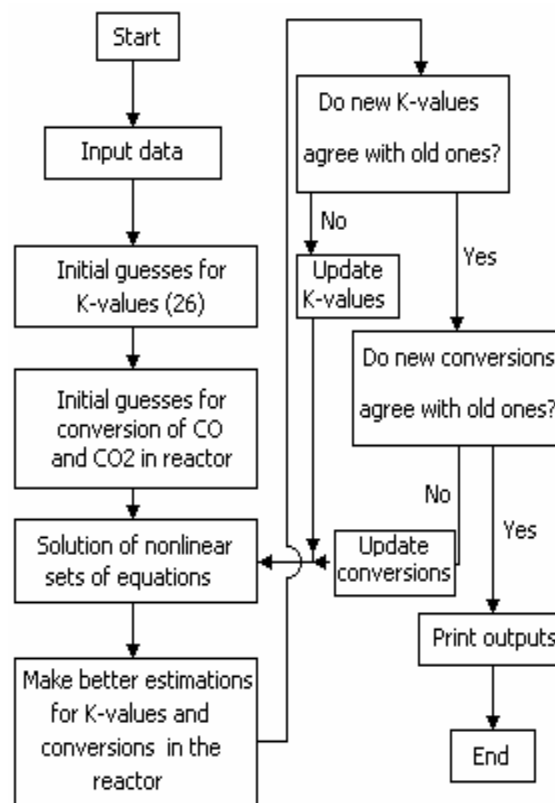 Start
Input data
Initial guesses for
K-values (26)
Initial guesses for
conversion of CO
and CO2 in reactor
Solution of nonlinear
sets of equations
Make better estimations
for K-values and
conversions in the
reactor
Do new K-values
agree with old ones?
No
Update
K-values
Yes
Do new conversions
agree with old ones?
No
Update
conversions
Yes
Print outputs
End